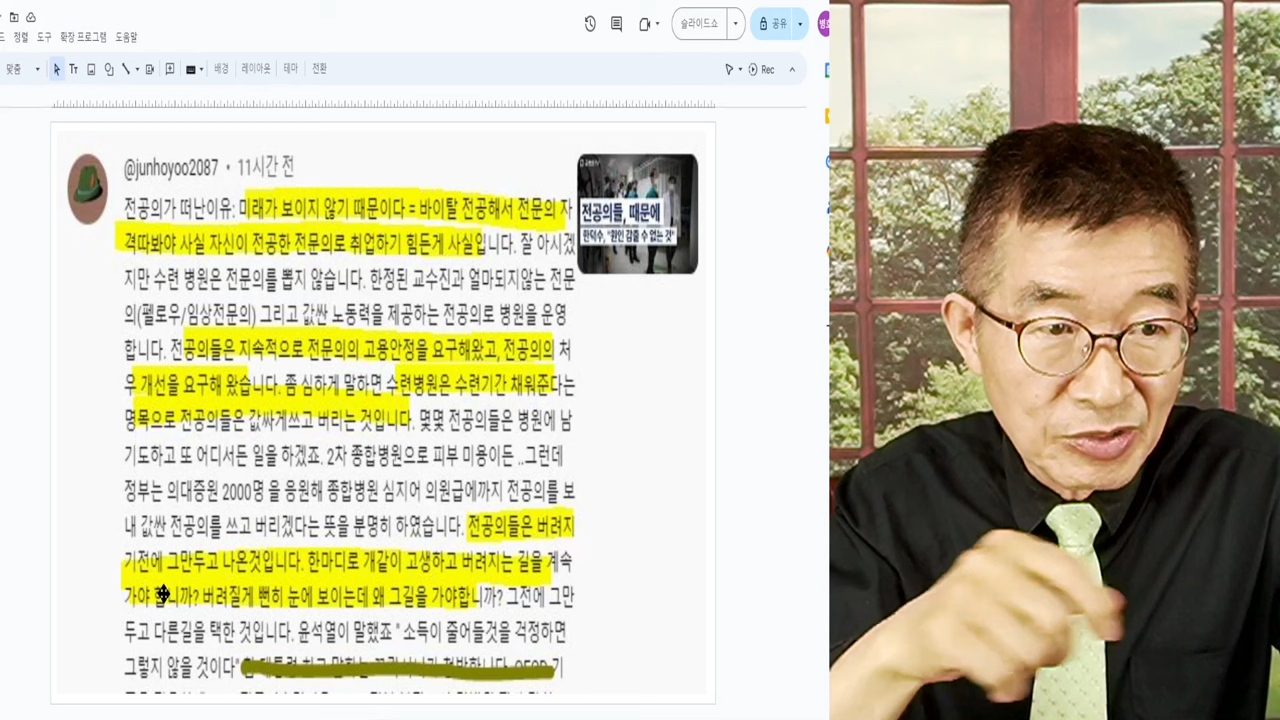 정렬 도구 확장 프로그램 도움말
슬라이드쇼
공유
맞춤
Tт
배경 레이아웃 테마 전환
Rec
@junhoyoo2087 • 11시간 전
전공의가 떠난이유: 미래가 보이지 않기 때문이다 = 바이탈 전공해서 전문의 자
격따봐야 사실 자신이 전공한 전문의로 취업하기 힘든게 사실입니다. 잘 아시겠
지만 수련 병원은 전문의를 뽑지 않습니다. 한정된 교수진과 얼마되지않는 전문
의(펠로우/임상전문의) 그리고 값싼 노동력을 제공하는 전공의로 병원을 운영
합니다. 전공의들은 지속적으로 전문의의 고용안정을 요구해왔고, 전공의의 처
우 개선을 요구해 왔습니다. 좀 심하게 말하면 수련병원은 수련기간 채워준다는
명목으로 전공의들은 값싸게쓰고 버리는 것입니다. 몇몇 전공의들은 병원에 남
기도하고 또 어디서든 일을 하겠죠. 2차 종합병원으로 피부 미용이든 ..그런데
정부는 의대증원 2000명 을 응원해 종합병원 심지어 의원급에까지 전공의를 보
내 값싼 전공의를 쓰고 버리겠다는 뜻을 분명히 하였습니다. 전공의들은 버려지
기전에 그만두고 나온것입니다. 한마디로 개같이 고생하고 버려지는 길을 계속
가야 합니까? 버려질게 뻔히 눈에 보이는데 왜 그길을 가야합니까? 그전에 그만
두고 다른길을 택한 것입니다. 윤석열이 말했죠 " 소득이 줄어들것을 걱정하면
그렇지 않을 것이다"
기
전공의들, 때문에
한덕수, "원인 감출 수 없는 것"